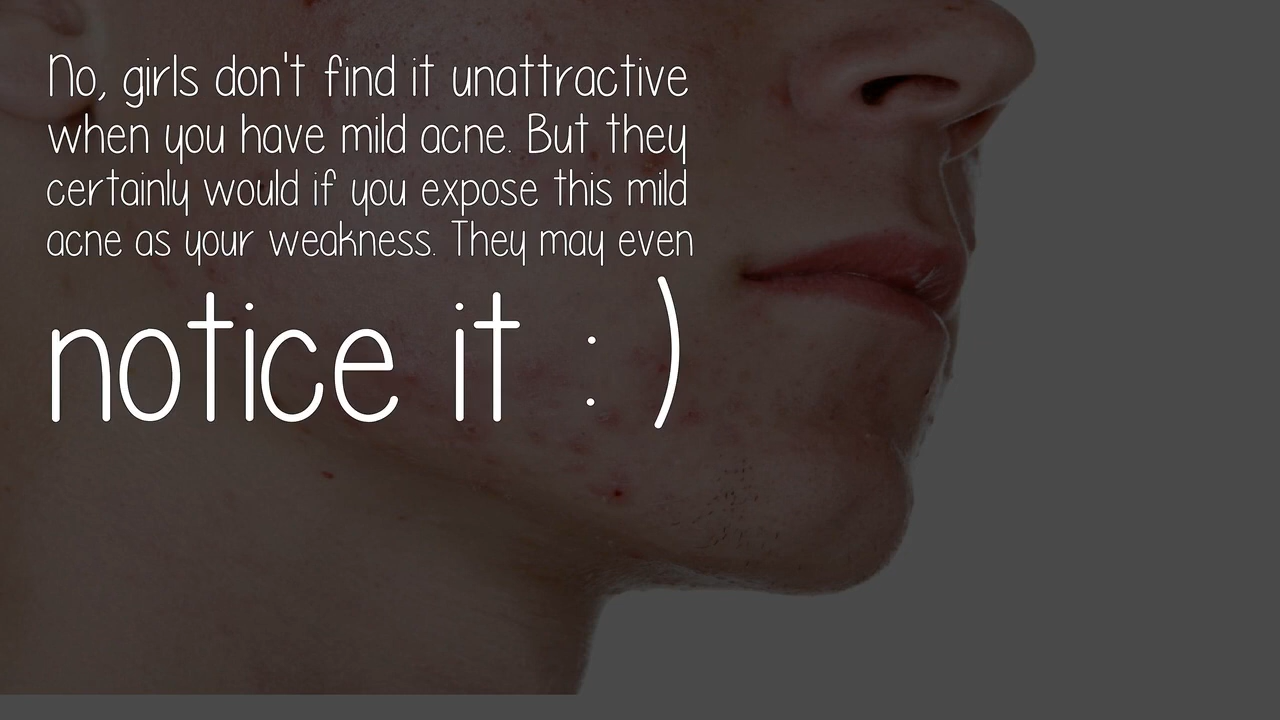 No, girls don't find it unattractive
when you have mild acne. But they
certainly would if you expose this mild
acne as your weakness. They may even
notice it : )